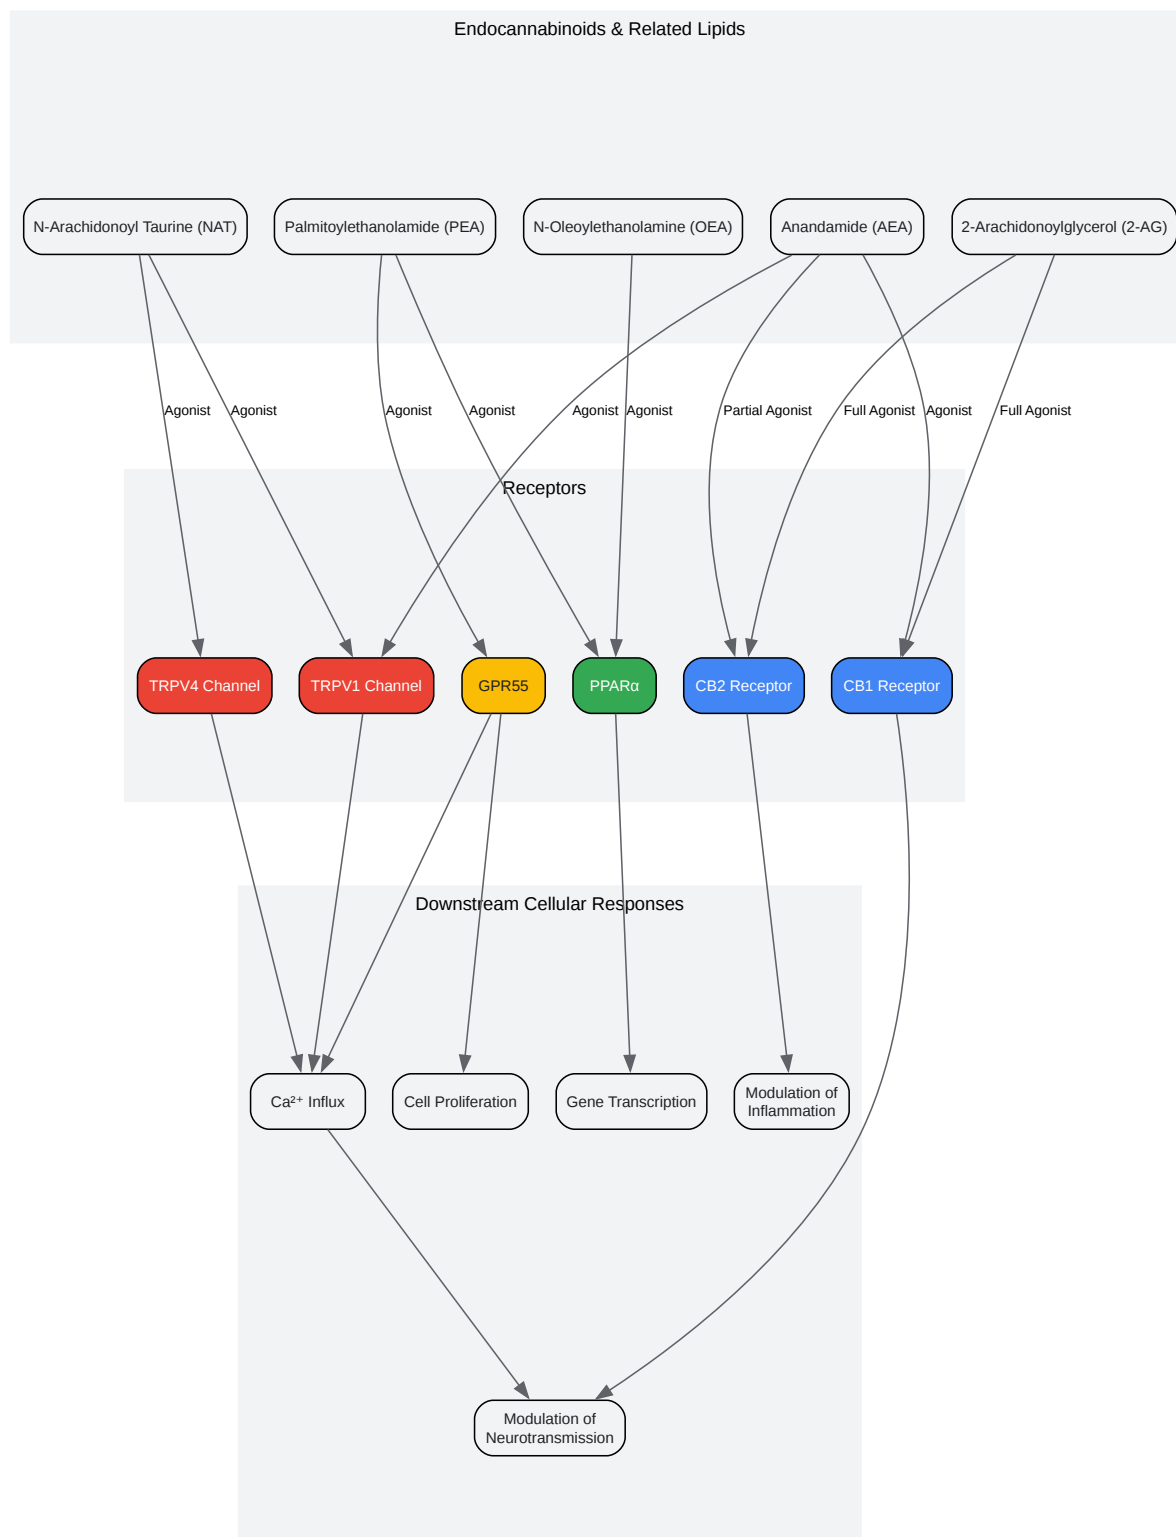 Endocannabinoids & Related Lipids
N-Arachidonoyl Taurine (NAT)
Palmitoylethanolamide (PEA)
N-Oleoylethanolamine (OEA)
Anandamide (AEA)
2-Arachidonoylglycerol (2-AG)
Agonist
Agonist
Agonist
Agonist
Agonist
Agonist
Partial Agonist
Full Agonist
Agonist
Full Agonist
Receptors
TRPV4 Channel
TRPV1 Channel
GPR55
PPARα
CB2 Receptor
CB1 Receptor
Downstream Cellular Responses
Ca²⁺ Influx
Cell Proliferation
Gene Transcription
Modulation of
Inflammation
Modulation of
Neurotransmission